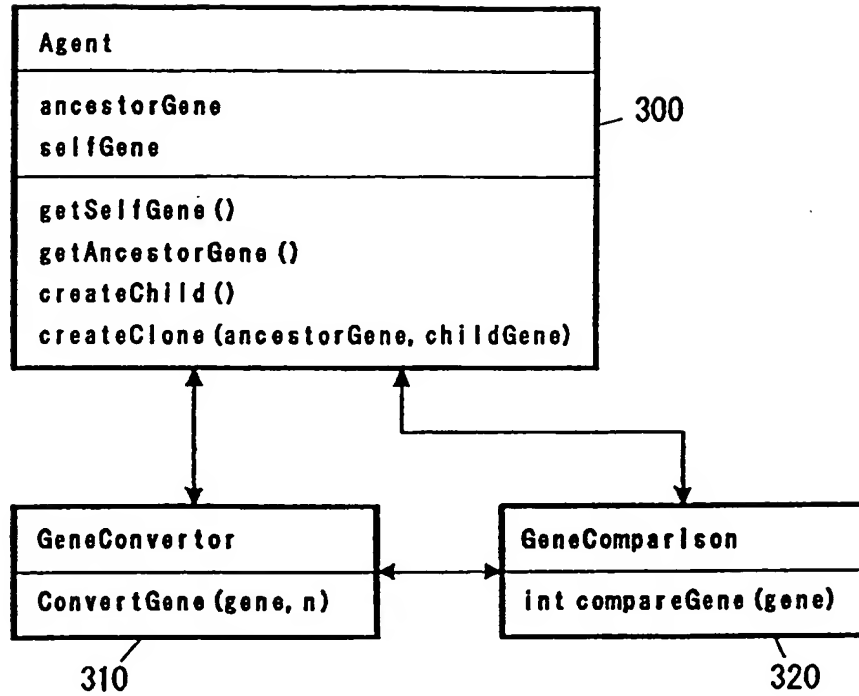 Agent
ancestorGene
selfGene
300
getSelfGene()
getAncestorGene()
createChild()
createClone(ancestorGene, childGene)
GeneConvertor
ConvertGene(gene, n)
310
GeneComparison
int compareGene(gene)
320